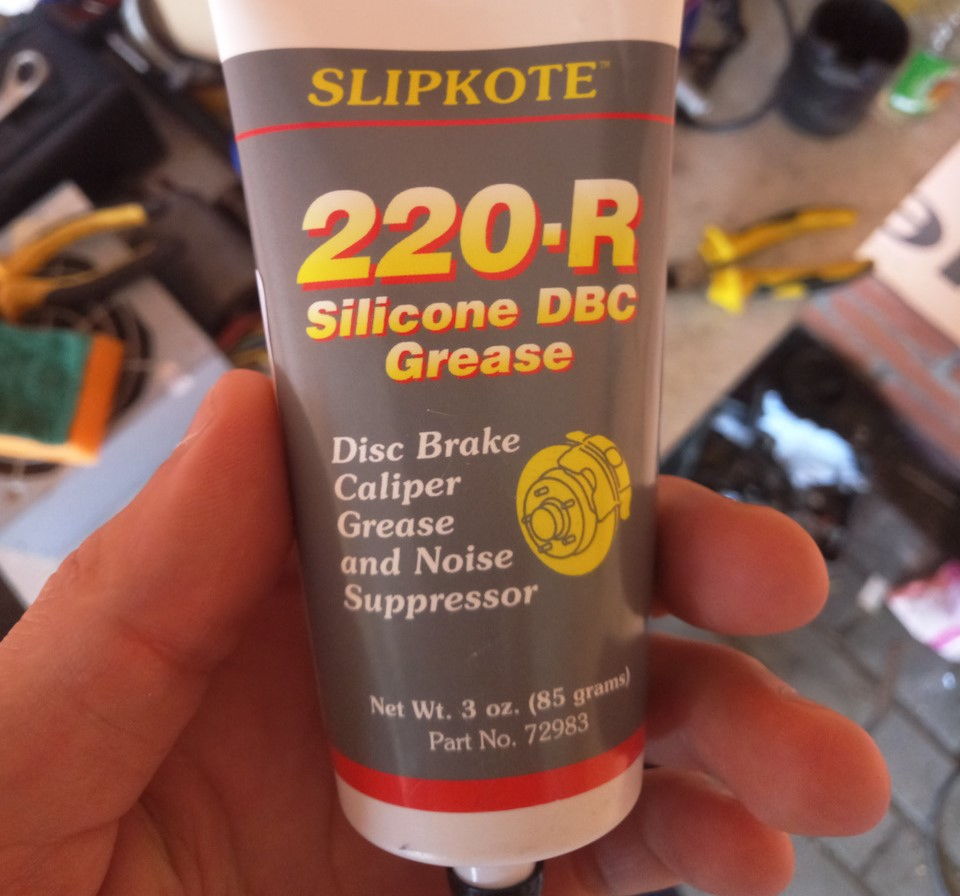 SLIPKOTE™
220-R
Silicone DBC
Grease
Disc Brake
Caliper
Grease
and Noise
Suppressor
Net Wt. 3 oz. (85 grams)
Part No. 72983